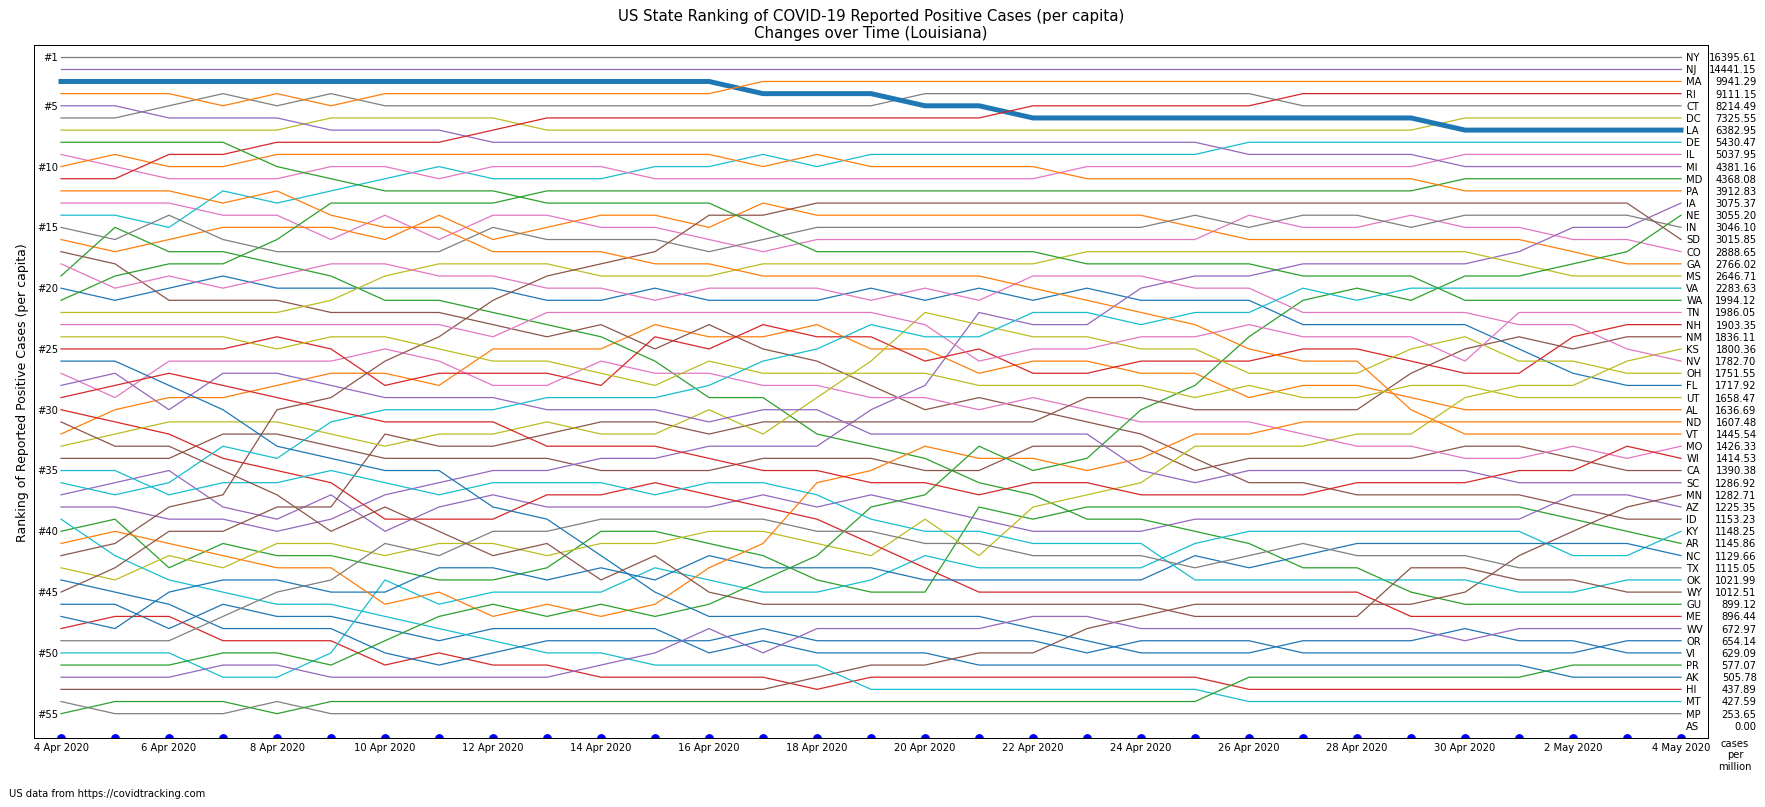 US State Ranking of COVID-19 Reported Positive Cases (per capita)
Changes over Time (Louisiana)
Ranking of Reported Positive Cases (per capita)
#1
#5
#10
#15
#20
#25
#30
#35
#40
#45
#50
#55
NY 16395.61
NJ 14441.15
MA 9941.29
RI 9111.15
CT 8214.49
DC 7325.55
LA 6382.95
DE 5430.47
IL 5037.95
MI 4381.16
MD 4368.08
PA 3912.83
IA 3075.37
NE 3055.20
IN 3046.10
SD 3015.85
CO 2888.65
GA 2766.02
MS 2646.71
VA 2283.63
WA 1994.12
TN 1986.05
NH 1903.35
NM 1836.11
KS 1800.36
NV 1782.70
OH 1751.55
FL 1717.92
UT 1658.47
AL 1636.69
ND 1607.48
VT 1445.54
MO 1426.33
WI 1414.53
CA 1390.38
SC 1286.92
MN 1282.71
AZ 1225.35
ID 1153.23
KY 1148.25
AR 1145.86
NC 1129.66
TX 1115.05
OK 1021.99
WY 1012.51
GU 899.12
ME 896.44
WV 672.97
OR 654.14
VI 629.09
PR 577.07
AK 505.78
HI 437.89
MT 427.59
MP 253.65
AS 0.00
4 Apr 2020 6 Apr 2020 8 Apr 2020 10 Apr 2020 12 Apr 2020 14 Apr 2020 16 Apr 2020 18 Apr 2020 20 Apr 2020 22 Apr 2020 24 Apr 2020 26 Apr 2020 28 Apr 2020 30 Apr 2020 2 May 2020 4 May 2020
cases
per
million
US data from https://covidtracking.com